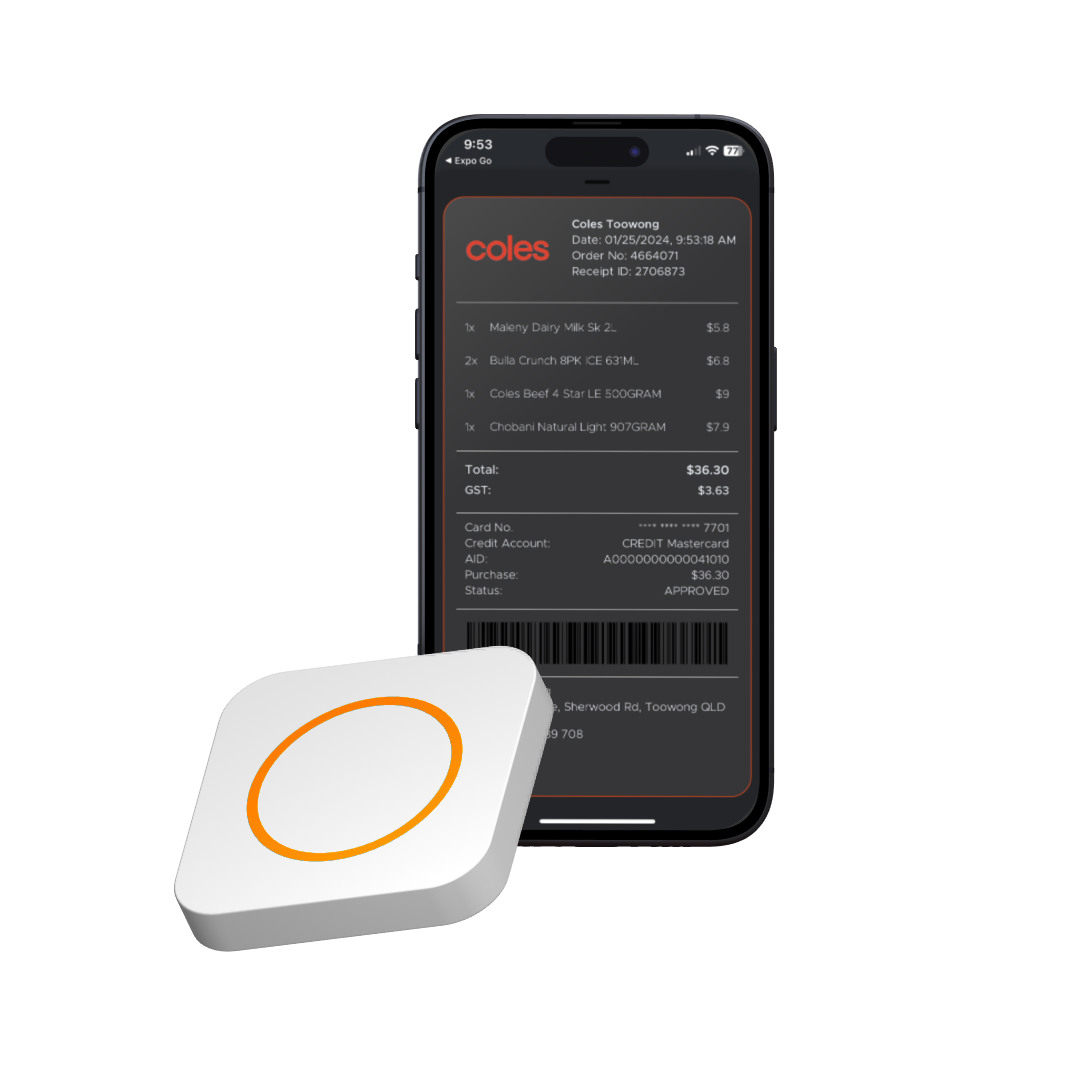 9:53
77
◀ Expo Go
coles
Coles Toowong
Date: 01/25/2024, 9:53:18 AM
Order No: 4664071
Receipt ID: 2706873
1x Maleny Dairy Milk Sk 2L $5.8
2x Bulla Crunch 8PK ICE 631ML $6.8
1x Coles Beef 4 Star LE 500GRAM $9
1x Chobani Natural Light 907GRAM $7.9
Total: $36.30
GST: $3.63
Card No. **** **** **** 7701
Credit Account: CREDIT Mastercard
AID: A0000000000041010
Purchase: $36.30
Status: APPROVED
Sherwood Rd, Toowong QLD
708